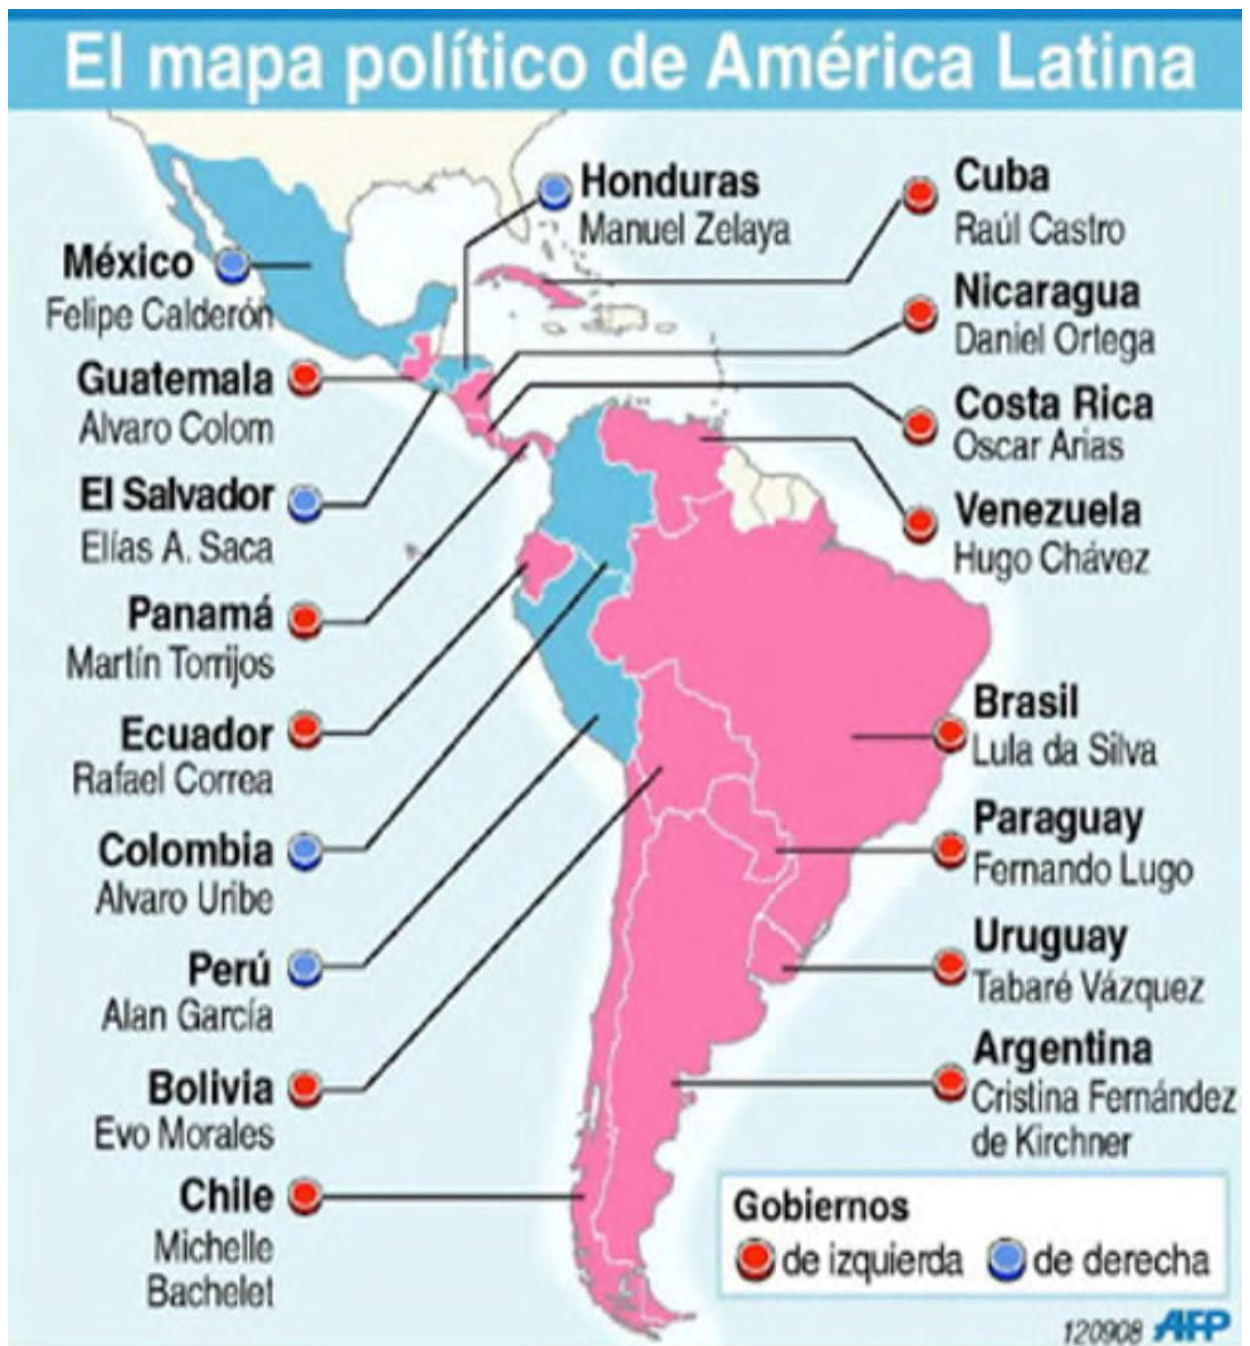 El mapa político de América Latina
México
Felipe Calderón
Guatemala
Alvaro Colom
El Salvador
Elías A. Saca
Panamá
Martín Torrijos
Ecuador
Rafael Correa
Colombia
Alvaro Uribe
Perú
Alan García
Bolivia
Evo Morales
Chile
Michelle
Bachelet
Honduras
Manuel Zelaya
Cuba
Raúl Castro
Nicaragua
Daniel Ortega
Costa Rica
Oscar Arias
Venezuela
Hugo Chávez
Brasil
Lula da Silva
Paraguay
Fernando Lugo
Uruguay
Tabaré Vázquez
Argentina
Cristina Fernández
de Kirchner
Gobiernos
de izquierda de derecha
120908 AFP